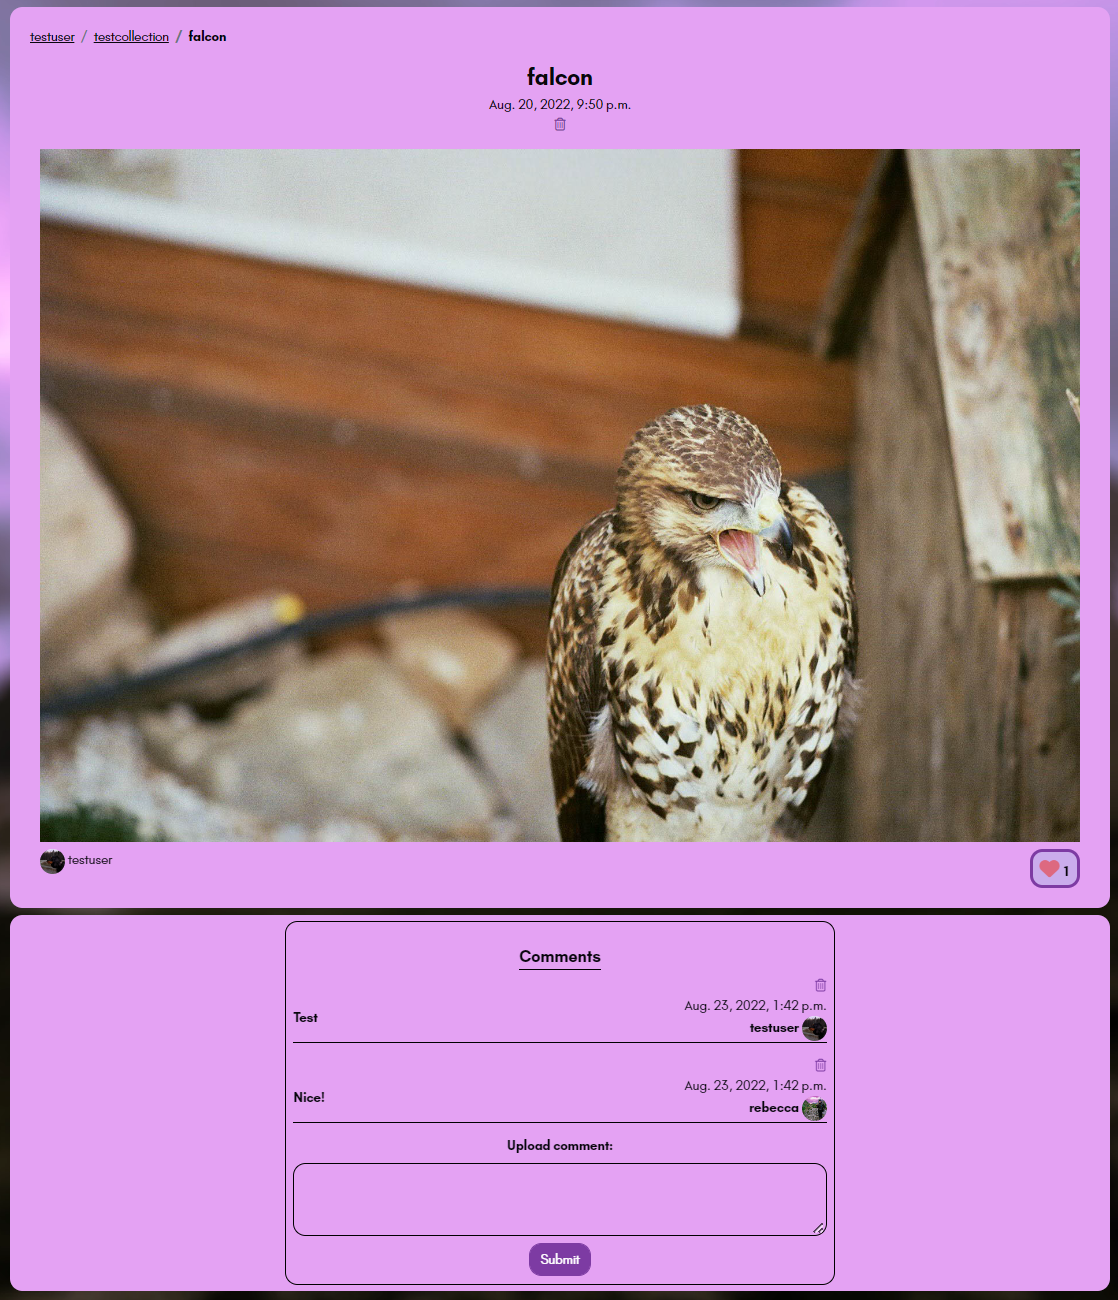 testuser / testcollection / falcon
falcon
Aug. 20, 2022, 9:50 p.m.
testuser
1
Comments
Aug. 23, 2022, 1:42 p.m.
Test
testuser
Aug. 23, 2022, 1:42 p.m.
Nice!
rebecca
Upload comment:
Submit